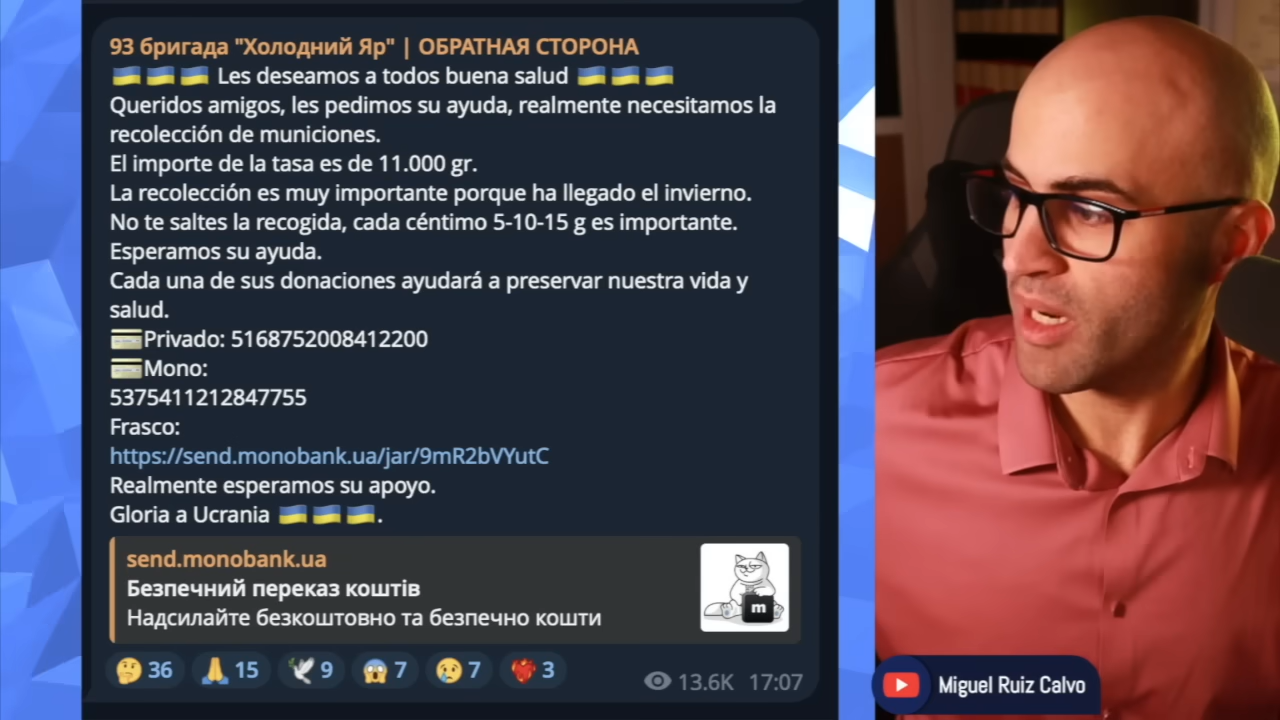 93 бригада "Холодний Яр" | ОБРАТНАЯ СТОРОНА
🇺🇦🇺🇦🇺🇦 Les deseamos a todos buena salud 🇺🇦🇺🇦🇺🇦
Queridos amigos, les pedimos su ayuda, realmente necesitamos la
recolección de municiones.
El importe de la tasa es de 11.000 gr.
La recolección es muy importante porque ha llegado el invierno.
No te saltes la recogida, cada céntimo 5-10-15 g es importante.
Esperamos su ayuda.
Cada una de sus donaciones ayudará a preservar nuestra vida y
salud.
💳Privado: 5168752008412200
💳Mono:
5375411212847755
Frasco:
https://send.monobank.ua/jar/9mR2bVYutC
Realmente esperamos su apoyo.
Gloria a Ucrania 🇺🇦🇺🇦🇺🇦.
send.monobank.ua
Безпечний переказ коштів
Надсилайте безкоштовно та безпечно кошти
m
🤔 36 🙏 15 🕊 9 😱 7 😢 7 ❤️‍🔥 3 13.6K 17:07
Miguel Ruiz Calvo